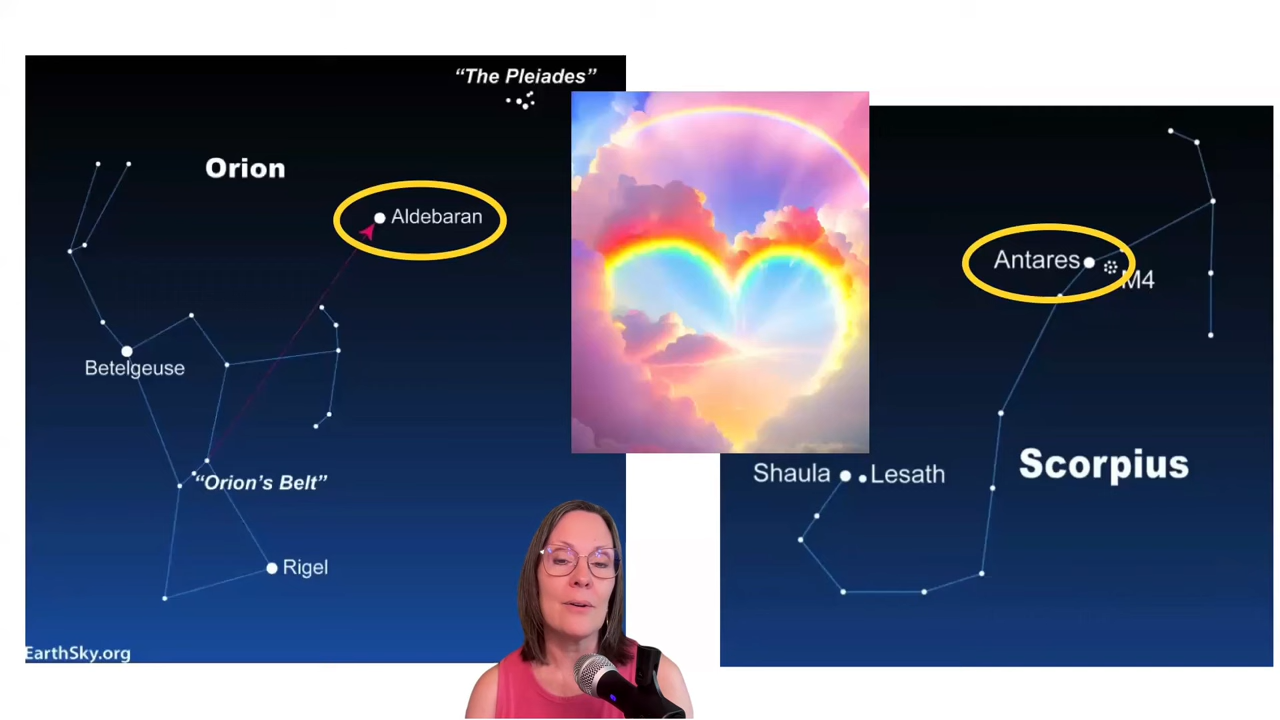 “The Pleiades”
Orion
Aldebaran
Betelgeuse
“Orion’s Belt”
Rigel
EarthSky.org
Antares
M4
Scorpius
Shaula
Lesath